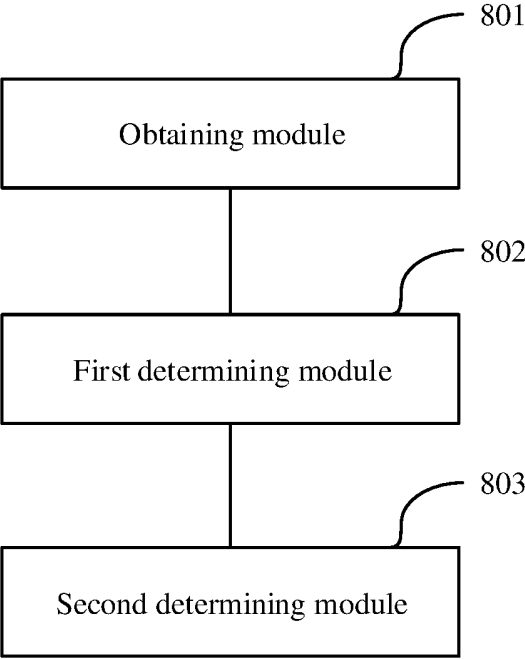 801
Obtaining module
802
First determining module
803
Second determining module